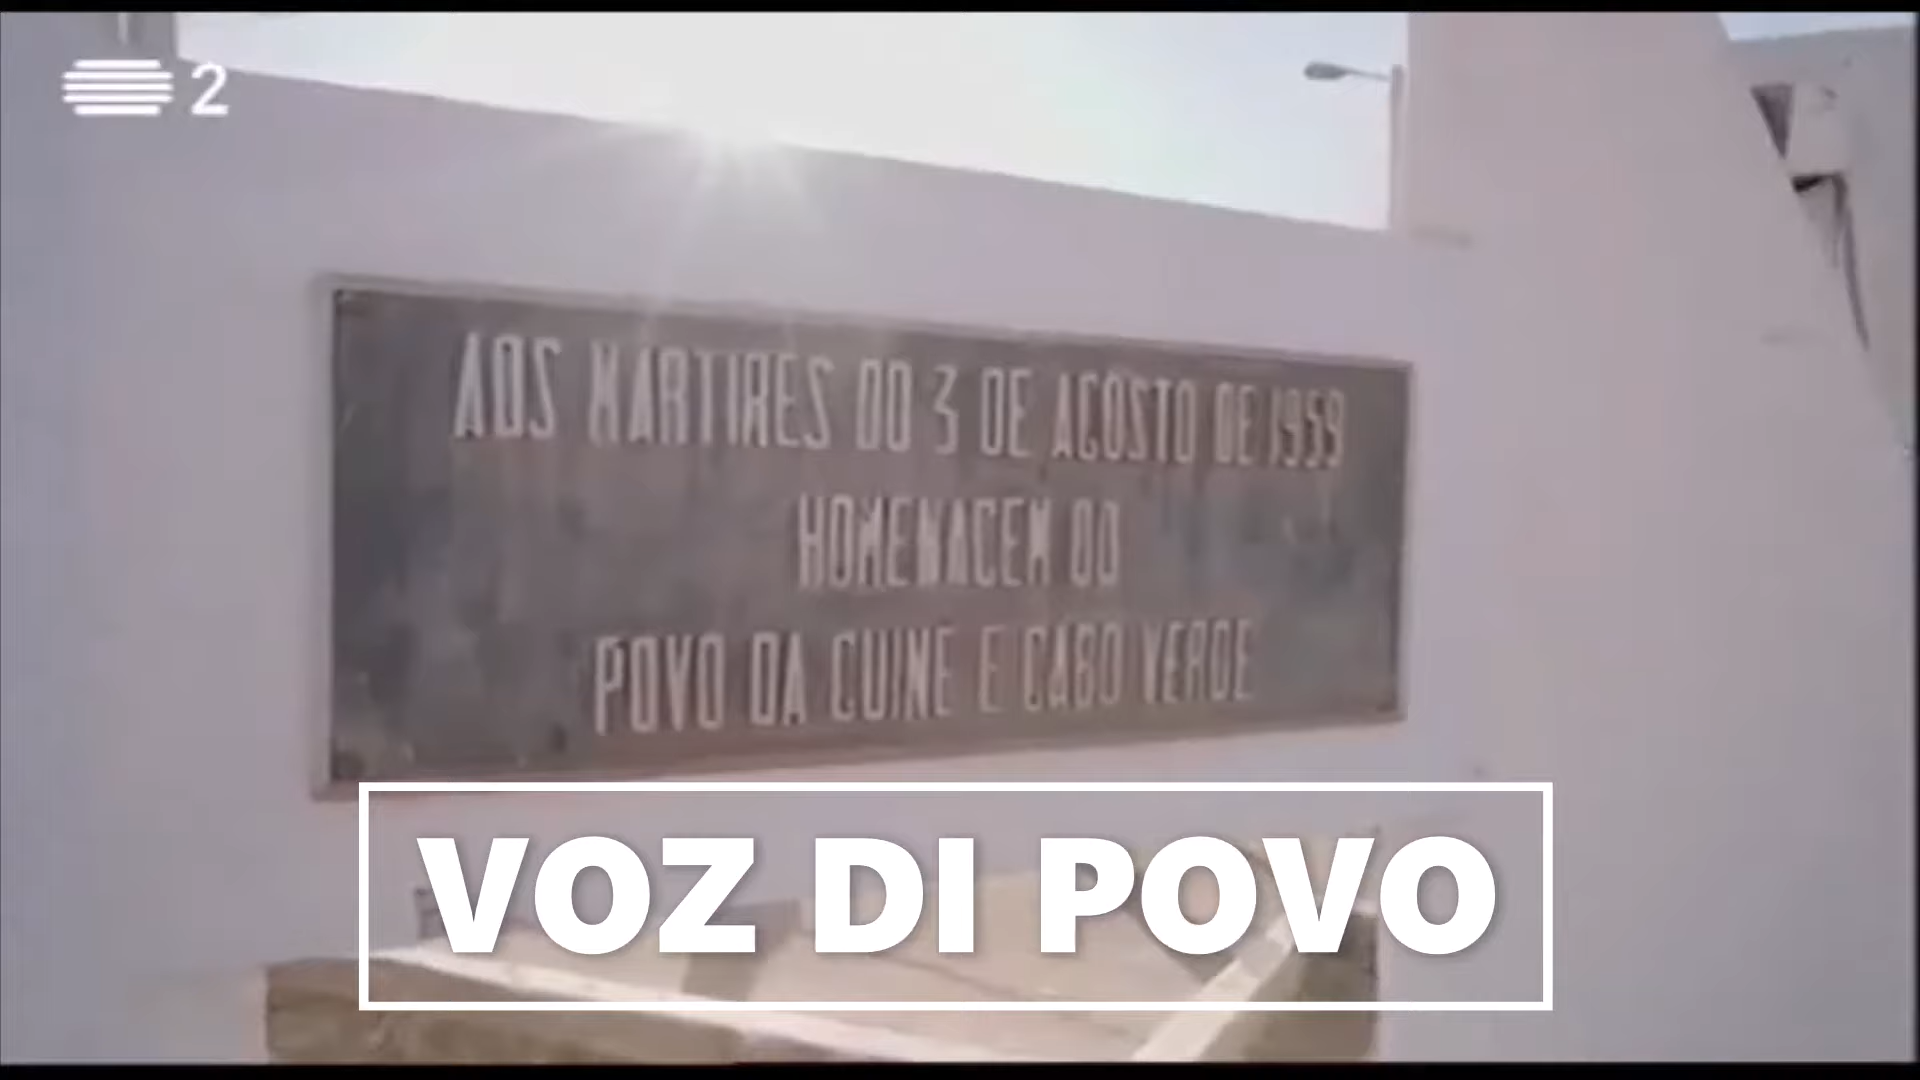 2
AOS MARTIRES DO 3 DE AGOSTO DE 1959
HOMENAGEM DO
POVO DA GUINE E CABO VERDE
VOZ DI POVO